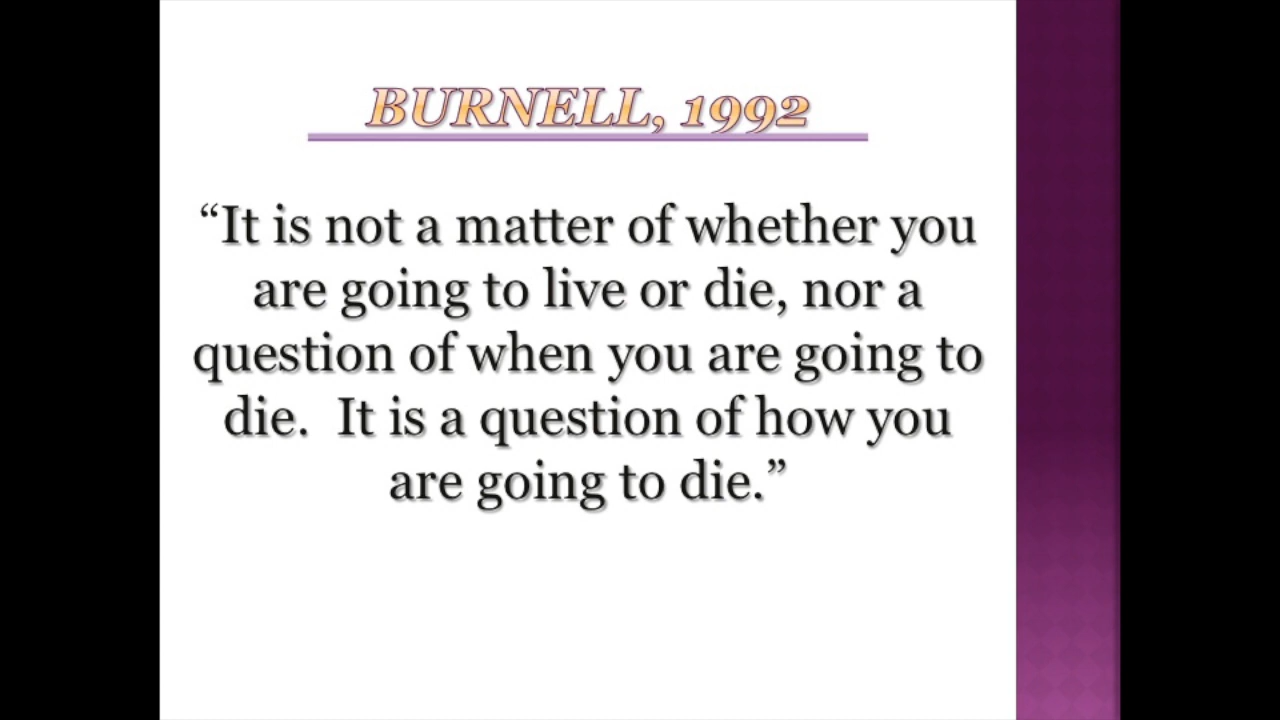 BURNELL, 1992
“It is not a matter of whether you
are going to live or die, nor a
question of when you are going to
die.  It is a question of how you
are going to die.”